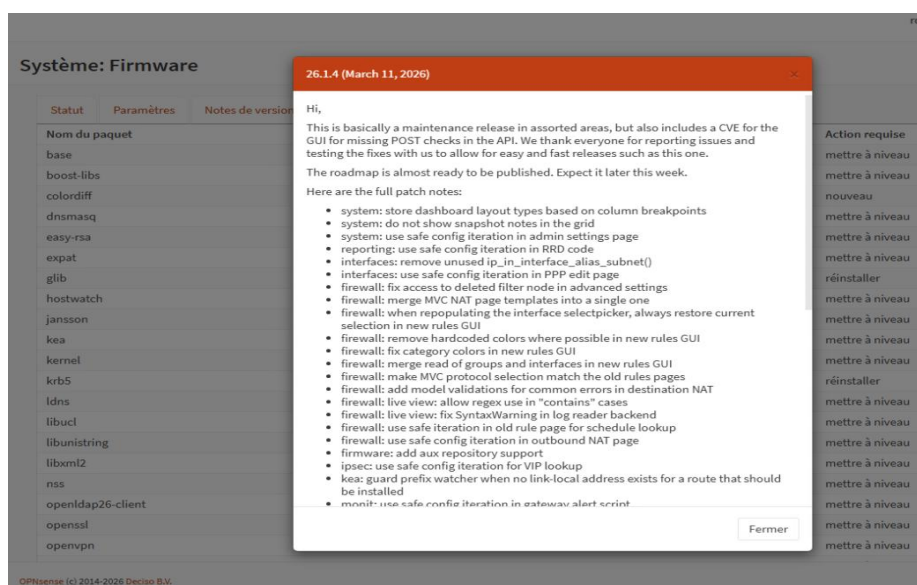 Système: Firmware
26.1.4 (March 11, 2026)
×
Statut
Paramètres
Notes de version
Hi,
This is basically a maintenance release in assorted areas, but also includes a CVE for the
GUI for missing POST checks in the API. We thank everyone for reporting issues and
testing the fixes with us to allow for easy and fast releases such as this one.
The roadmap is almost ready to be published. Expect it later this week.
Here are the full patch notes:
• system: store dashboard layout types based on column breakpoints
• system: do not show snapshot notes in the grid
• system: use safe config iteration in admin settings page
• reporting: use safe config iteration in RRD code
• interfaces: remove unused ip_in_interface_alias_subnet()
• interfaces: use safe config iteration in PPP edit page
• firewall: fix access to deleted filter node in advanced settings
• firewall: merge MVC NAT page templates into a single one
• firewall: when repopulating the interface selectpicker, always restore current
selection in new rules GUI
• firewall: remove hardcoded colors where possible in new rules GUI
• firewall: fix category colors in new rules GUI
• firewall: merge read of groups and interfaces in new rules GUI
• firewall: make MVC protocol selection match the old rules pages
• firewall: add model validations for common errors in destination NAT
• firewall: live view: allow regex use in "contains" cases
• firewall: live view: fix SyntaxWarning in log reader backend
• firewall: use safe iteration in old rule page for schedule lookup
• firewall: use safe config iteration in outbound NAT page
• firmware: add aux repository support
• ipsec: use safe config iteration for VIP lookup
• kea: guard prefix watcher when no link-local address exists for a route that should
be installed
• monit: use safe config iteration in gateway alert script
Fermer
Nom du paquet
Action requise
base
mettre à niveau
boost-libs
mettre à niveau
colordiff
nouveau
dnsmasq
mettre à niveau
easy-rsa
mettre à niveau
expat
mettre à niveau
glib
réinstaller
hostwatch
mettre à niveau
jansson
mettre à niveau
kea
mettre à niveau
kernel
mettre à niveau
krb5
réinstaller
ldns
mettre à niveau
libucl
mettre à niveau
libunistring
mettre à niveau
libxml2
mettre à niveau
nss
mettre à niveau
openldap26-client
mettre à niveau
openssl
mettre à niveau
openvpn
mettre à niveau
OPNsense (c) 2014-2026 Deciso B.V.